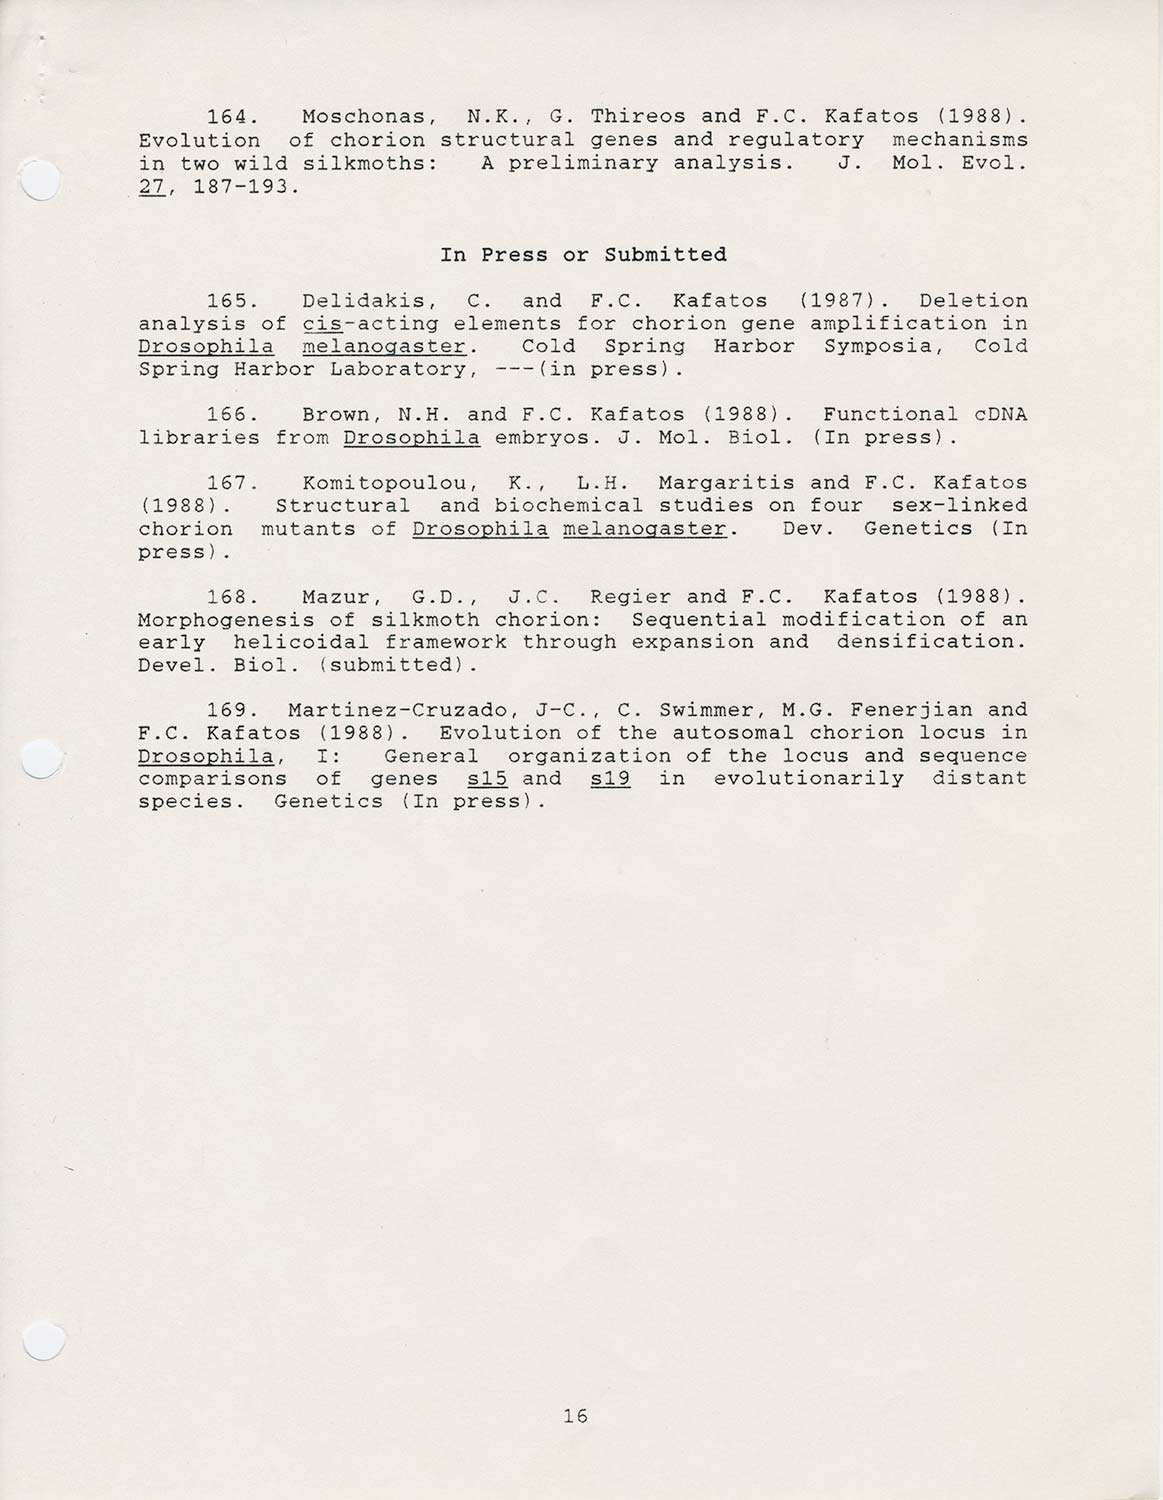 164. Moschonas, N.K., G. Thireos and F.C. Kafatos (1988).
Evolution of chorion structural genes and regulatory mechanisms
in two wild silkmoths: A preliminary analysis. J. Mol. Evol.
27, 187-193.
In Press or Submitted
165. Delidakis, C. and F.C. Kafatos (1987). Deletion
analysis of cis-acting elements for chorion gene amplification in
Drosophila melanogaster. Cold Spring Harbor Symposia, Cold
Spring Harbor Laboratory, ---(in press).
166. Brown, N.H. and F.C. Kafatos (1988). Functional cDNA
libraries from Drosophila embryos. J. Mol. Biol. (In press).
167. Komitopoulou, K., L.H. Margaritis and F.C. Kafatos
(1988). Structural and biochemical studies on four sex-linked
chorion mutants of Drosophila melanogaster. Dev. Genetics (In
press).
168. Mazur, G.D., J.C. Regier and F.C. Kafatos (1988).
Morphogenesis of silkmoth chorion: Sequential modification of an
early helicoidal framework through expansion and densification.
Devel. Biol. (submitted).
169. Martinez-Cruzado, J-C., C. Swimmer, M.G. Fenerjian and
F.C. Kafatos (1988). Evolution of the autosomal chorion locus in
Drosophila, I: General organization of the locus and sequence
comparisons of genes s15 and s19 in evolutionarily distant
species. Genetics (In press).
16